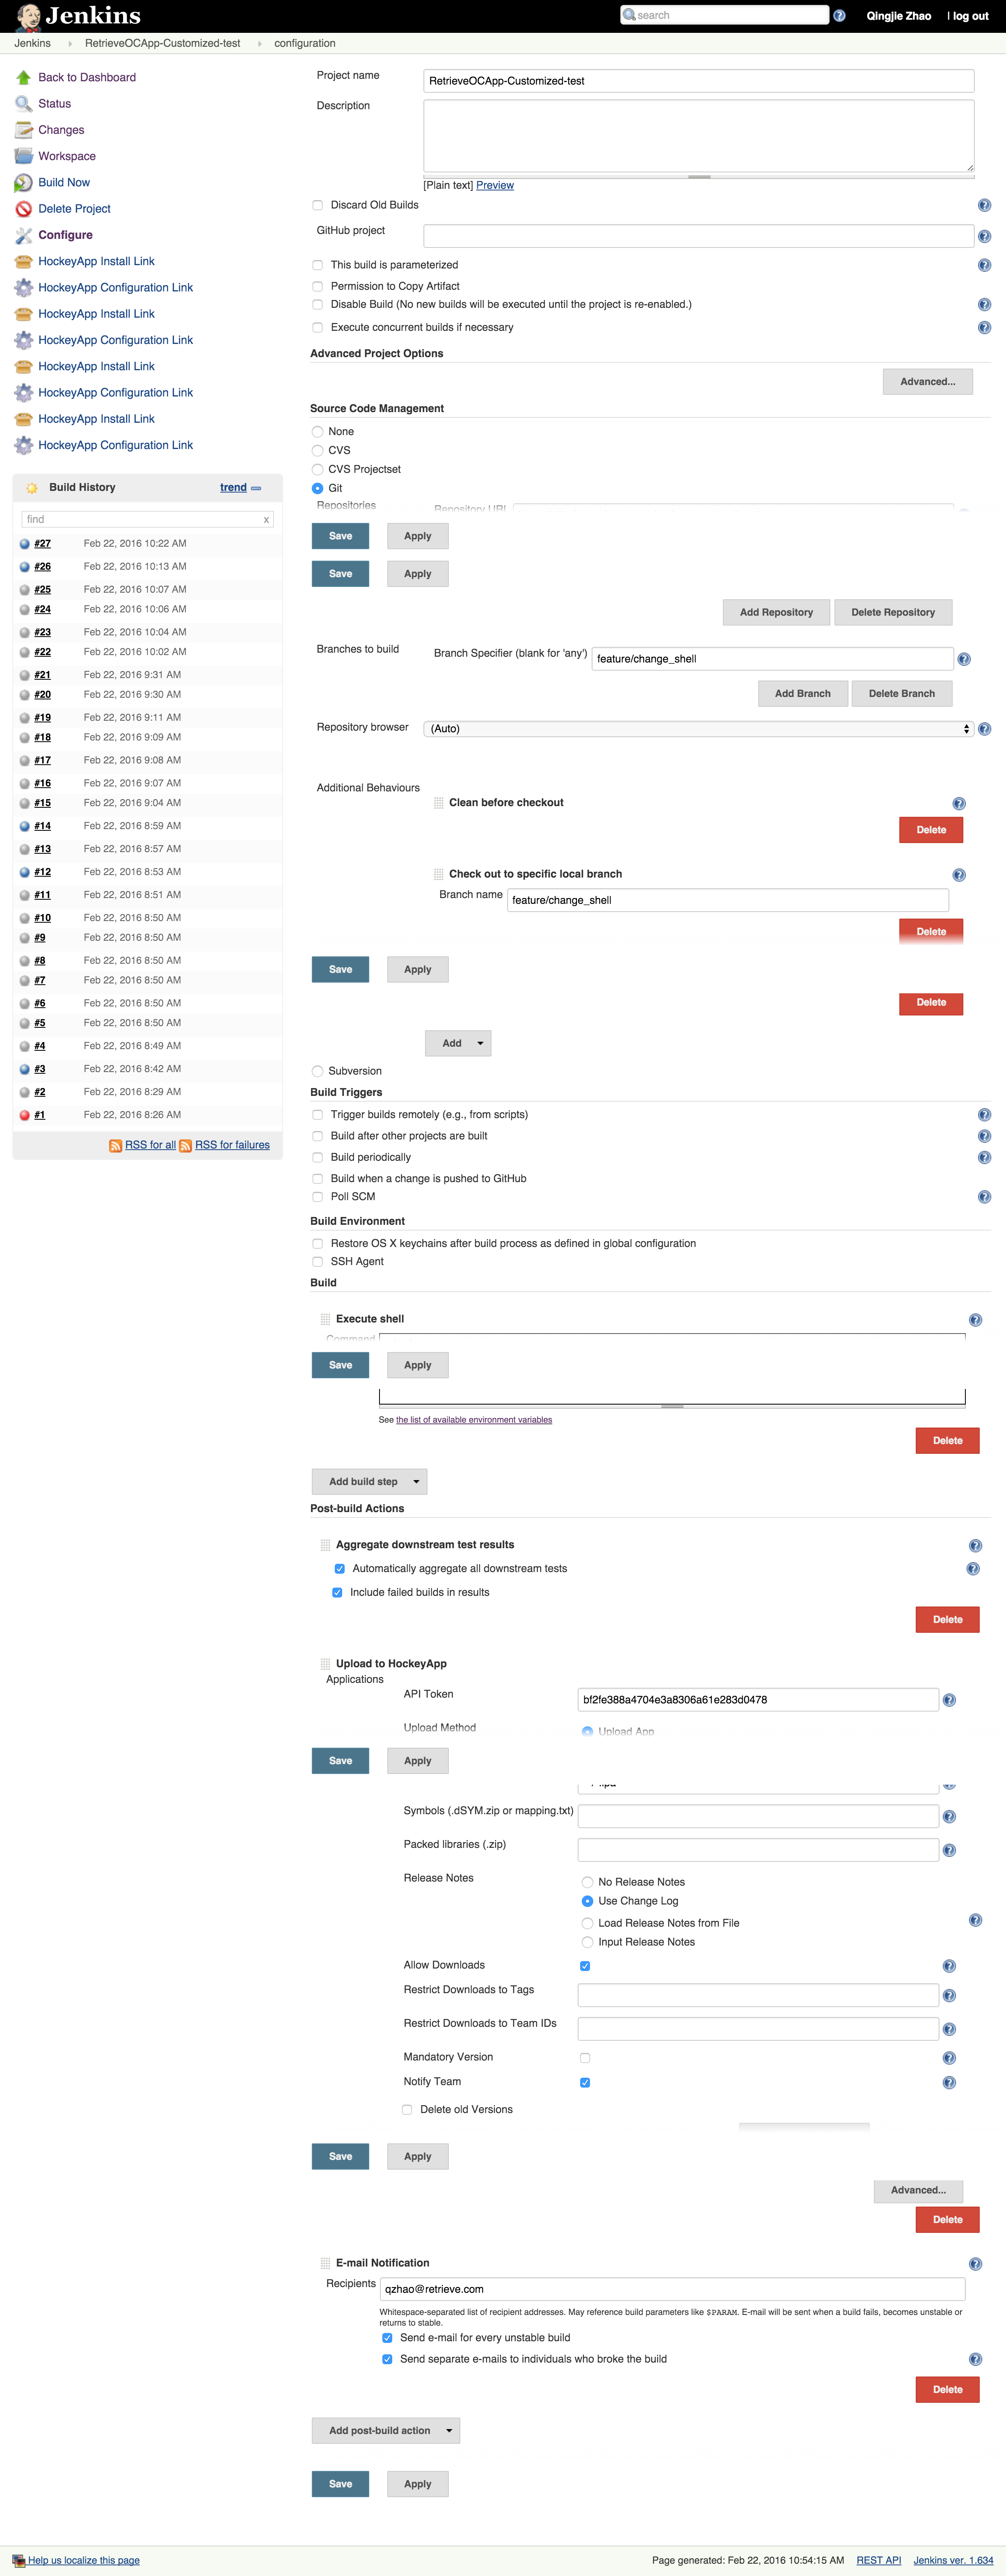 Jenkins
search
Qingjie Zhao
| log out
Jenkins
RetrieveOCApp-Customized-test
configuration
Back to Dashboard
Status
Changes
Workspace
Build Now
Delete Project
Configure
HockeyApp Install Link
HockeyApp Configuration Link
HockeyApp Install Link
HockeyApp Configuration Link
HockeyApp Install Link
HockeyApp Configuration Link
HockeyApp Install Link
HockeyApp Configuration Link
Build History trend
find x
#27 Feb 22, 2016 10:22 AM
#26 Feb 22, 2016 10:13 AM
#25 Feb 22, 2016 10:07 AM
#24 Feb 22, 2016 10:06 AM
#23 Feb 22, 2016 10:04 AM
#22 Feb 22, 2016 10:02 AM
#21 Feb 22, 2016 9:31 AM
#20 Feb 22, 2016 9:30 AM
#19 Feb 22, 2016 9:11 AM
#18 Feb 22, 2016 9:09 AM
#17 Feb 22, 2016 9:08 AM
#16 Feb 22, 2016 9:07 AM
#15 Feb 22, 2016 9:04 AM
#14 Feb 22, 2016 8:59 AM
#13 Feb 22, 2016 8:57 AM
#12 Feb 22, 2016 8:53 AM
#11 Feb 22, 2016 8:51 AM
#10 Feb 22, 2016 8:50 AM
#9 Feb 22, 2016 8:50 AM
#8 Feb 22, 2016 8:50 AM
#7 Feb 22, 2016 8:50 AM
#6 Feb 22, 2016 8:50 AM
#5 Feb 22, 2016 8:50 AM
#4 Feb 22, 2016 8:49 AM
#3 Feb 22, 2016 8:42 AM
#2 Feb 22, 2016 8:29 AM
#1 Feb 22, 2016 8:26 AM
RSS for all RSS for failures
Project name RetrieveOCApp-Customized-test
Description
[Plain text] Preview
Discard Old Builds
GitHub project
This build is parameterized
Permission to Copy Artifact
Disable Build (No new builds will be executed until the project is re-enabled.)
Execute concurrent builds if necessary
Advanced Project Options
Advanced...
Source Code Management
None
CVS
CVS Projectset
Git
Repositories Repository URL
Save Apply
Save Apply
Add Repository Delete Repository
Branches to build Branch Specifier (blank for 'any') feature/change_shell
Add Branch Delete Branch
Repository browser (Auto)
Additional Behaviours
Clean before checkout
Delete
Check out to specific local branch
Branch name feature/change_shell
Delete
Save Apply
Delete
Add
Subversion
Build Triggers
Trigger builds remotely (e.g., from scripts)
Build after other projects are built
Build periodically
Build when a change is pushed to GitHub
Poll SCM
Build Environment
Restore OS X keychains after build process as defined in global configuration
SSH Agent
Build
Execute shell
Command
Save Apply
See the list of available environment variables
Delete
Add build step
Post-build Actions
Aggregate downstream test results
Automatically aggregate all downstream tests
Include failed builds in results
Delete
Upload to HockeyApp
Applications
API Token bf2fe388a4704e3a8306a61e283d0478
Upload Method Upload App
Save Apply
Symbols (.dSYM.zip or mapping.txt)
Packed libraries (.zip)
Release Notes
No Release Notes
Use Change Log
Load Release Notes from File
Input Release Notes
Allow Downloads
Restrict Downloads to Tags
Restrict Downloads to Team IDs
Mandatory Version
Notify Team
Delete old Versions
Save Apply
Advanced...
Delete
E-mail Notification
Recipients qzhao@retrieve.com
Whitespace-separated list of recipient addresses. May reference build parameters like $PARAM. E-mail will be sent when a build fails, becomes unstable or
returns to stable.
Send e-mail for every unstable build
Send separate e-mails to individuals who broke the build
Delete
Add post-build action
Save Apply
Help us localize this page
Page generated: Feb 22, 2016 10:54:15 AM REST API Jenkins ver. 1.634